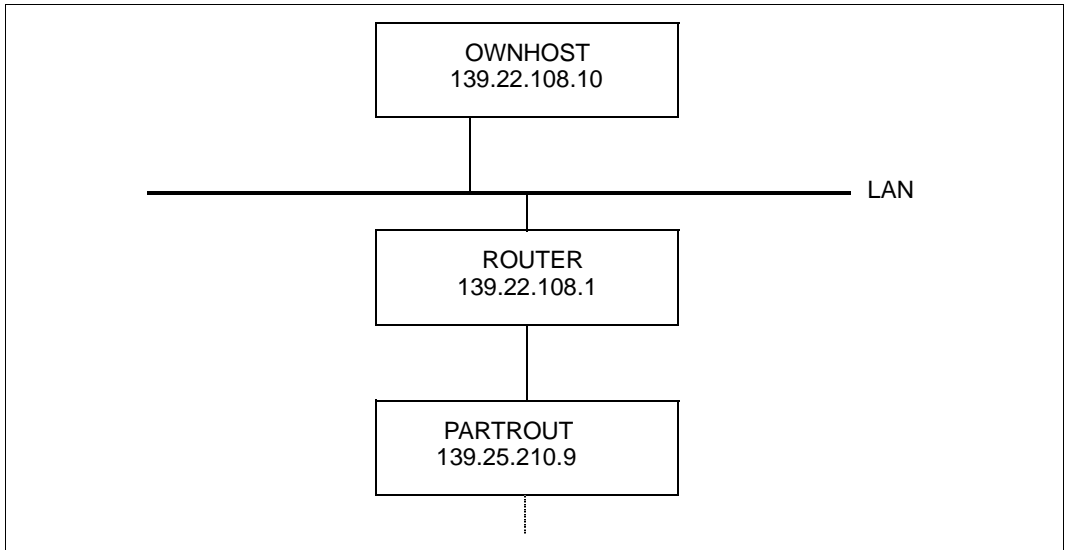 OWNHOST
139.22.108.10
LAN
ROUTER
139.22.108.1
PARTROUT
139.25.210.9